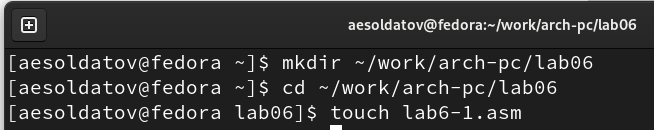 aesoldatov@fedora:~/work/arch-pc/lab06
[aesoldatov@fedora ~]$ mkdir ~/work/arch-pc/lab06
[aesoldatov@fedora ~]$ cd ~/work/arch-pc/lab06
[aesoldatov@fedora lab06]$ touch lab6-1.asm